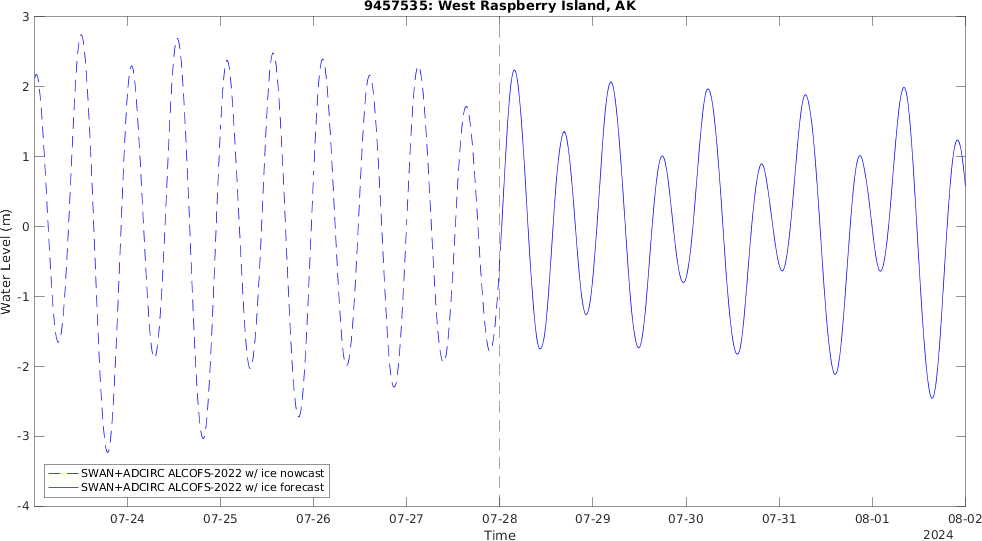 9457535: West Raspberry Island, AK
3
2
1
0
-1
-2
-3
-4
Water Level (m)
SWAN+ADCIRC ALCOFS-2022 w/ ice nowcast
SWAN+ADCIRC ALCOFS-2022 w/ ice forecast
07-24 07-25 07-26 07-27 07-28 07-29 07-30 07-31 08-01 08-02
Time
2024